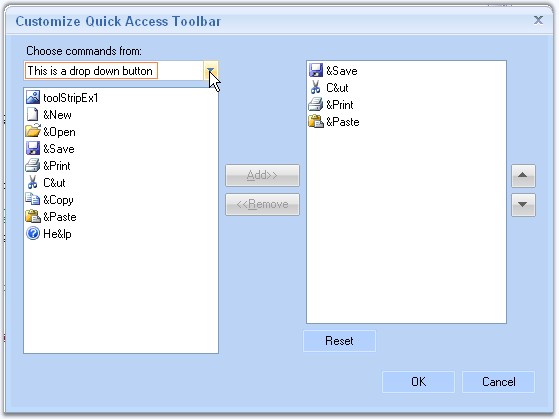 Customize Quick Access Toolbar
Choose commands from:
This is a drop down button
toolStripEx1
&New
&Open
&Save
&Print
C&ut
&Copy
&Paste
He&lp
Add>>
<<Remove
&Save
C&ut
&Print
&Paste
Reset
OK
Cancel